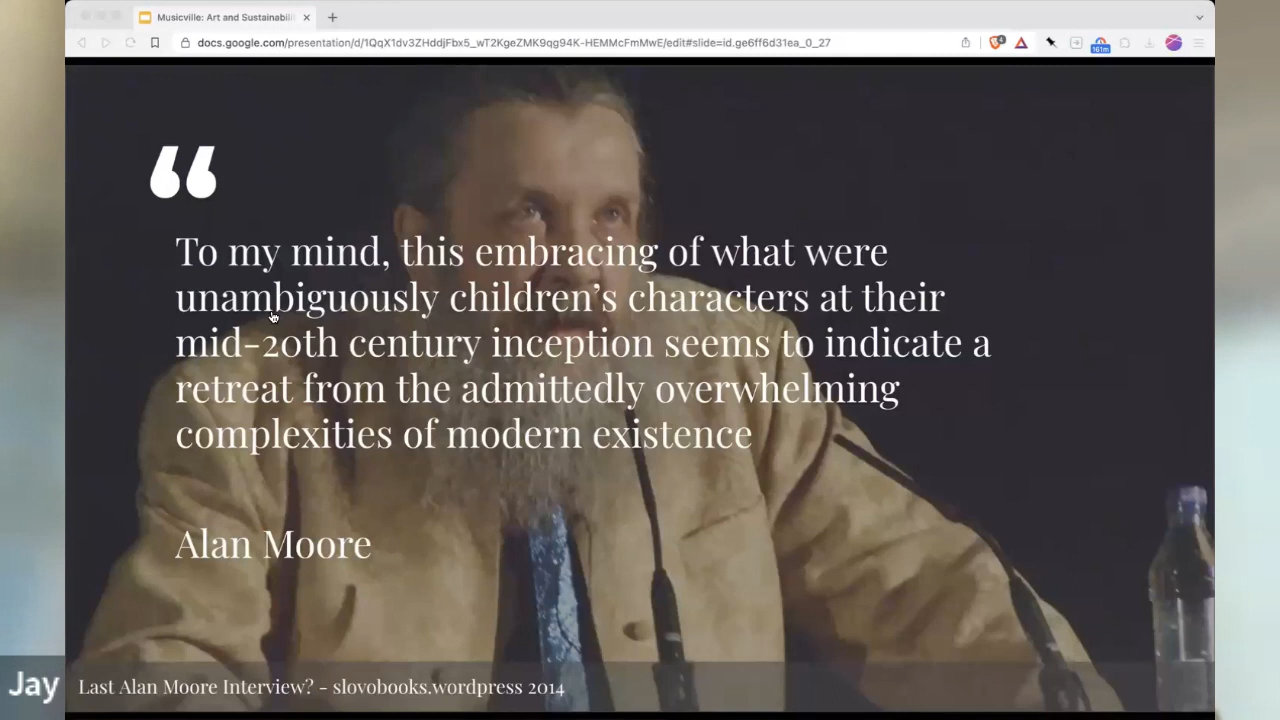 Musicville: Art and Sustainabili
docs.google.com/presentation/d/1QqX1dv3ZHddjFbx5_wT2KgeZMK9qg94K-HEMMcFmMwE/edit#slide=id.ge6ff6d31ea_0_27
4
161m
“
To my mind, this embracing of what were
unambiguously children’s characters at their
mid-20th century inception seems to indicate a
retreat from the admittedly overwhelming
complexities of modern existence
Alan Moore
Jay
Last Alan Moore Interview? - slovobooks.wordpress 2014